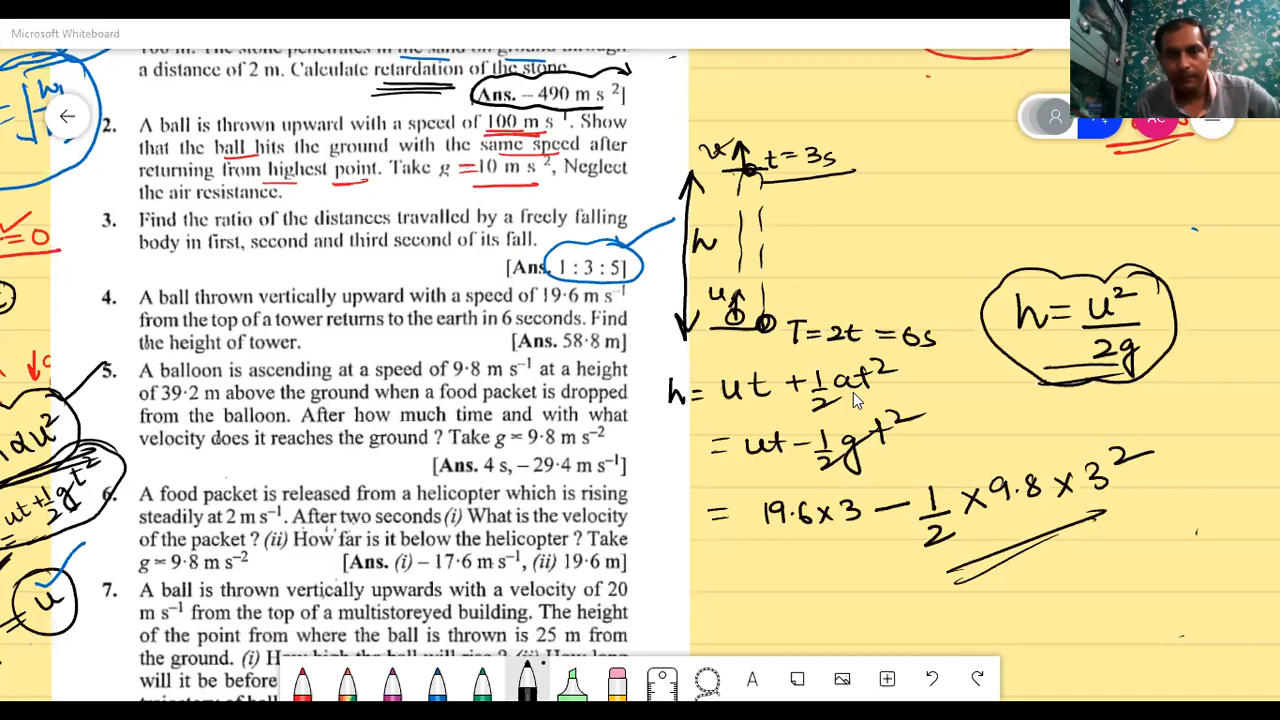 Microsoft Whiteboard
a distance of 2 m. Calculate retardation of the stone.
[Ans. – 490 m s ²]
2. A ball is thrown upward with a speed of 100 m s⁻¹. Show
that the ball hits the ground with the same speed after
returning from highest point. Take g = 10 m s⁻², Neglect
the air resistance.
3. Find the ratio of the distances travalled by a freely falling
body in first, second and third second of its fall.
[Ans. 1 : 3 : 5]
4. A ball thrown vertically upward with a speed of 19·6 m s⁻¹
from the top of a tower returns to the earth in 6 seconds. Find
the height of tower. [Ans. 58·8 m]
5. A balloon is ascending at a speed of 9·8 m s⁻¹ at a height
of 39·2 m above the ground when a food packet is dropped
from the balloon. After how much time and with what
velocity does it reaches the ground ? Take g = 9·8 m s⁻²
[Ans. 4 s, – 29·4 m s⁻¹]
6. A food packet is released from a helicopter which is rising
steadily at 2 m s⁻¹. After two seconds (i) What is the velocity
of the packet ? (ii) How far is it below the helicopter ? Take
g = 9·8 m s⁻² [Ans. (i) – 17·6 m s⁻¹, (ii) 19·6 m]
7. A ball is thrown vertically upwards with a velocity of 20
m s⁻¹ from the top of a multistoreyed building. The height
of the point from where the ball is thrown is 25 m from
the ground. (i)
will it be before
= 0
ut + ½gt²
= u
t = 3s
h
u
T = 2t = 6s
h = ut + ½at²
= ut − ½gt²
= 19.6 × 3 − ½ × 9.8 × 3²
h = u²/2g
A